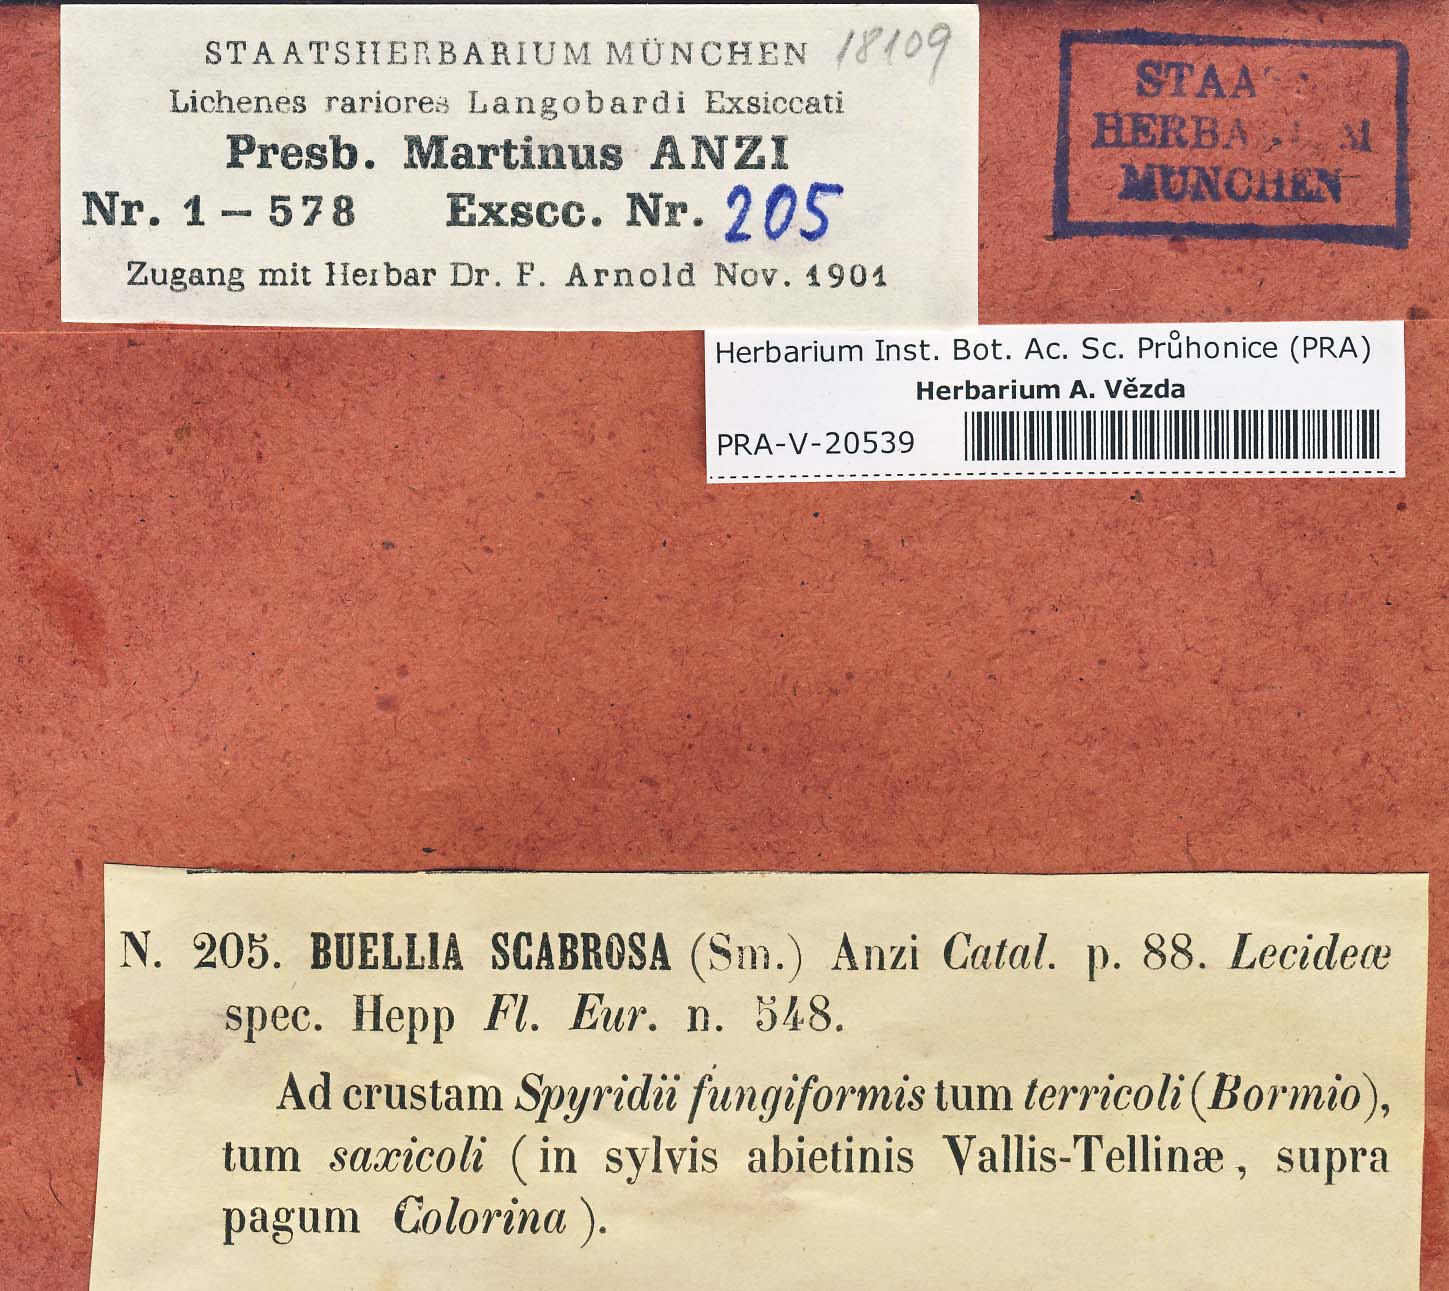 STAATSHERBARIUM MÜNCHEN 18109
Lichenes rariores Langobardi Exsiccati
Presb. Martinus ANZI
Nr. 1 – 578 Exscc. Nr. 205
Zugang mit Herbar Dr. F. Arnold Nov. 1901
MÜNCHEN
Herbarium Inst. Bot. Ac. Sc. Průhonice (PRA)
Herbarium A. Vězda
PRA-V-20539
N. 205. BUELLIA SCABROSA (Sm.) Anzi Catal. p. 88. Lecideæ
spec. Hepp Fl. Eur. n. 548.
Ad crustam Spyridii fungiformis tum terricoli (Bormio),
tum saxicoli (in sylvis abietinis Vallis-Tellinæ, supra
pagum Colorina).